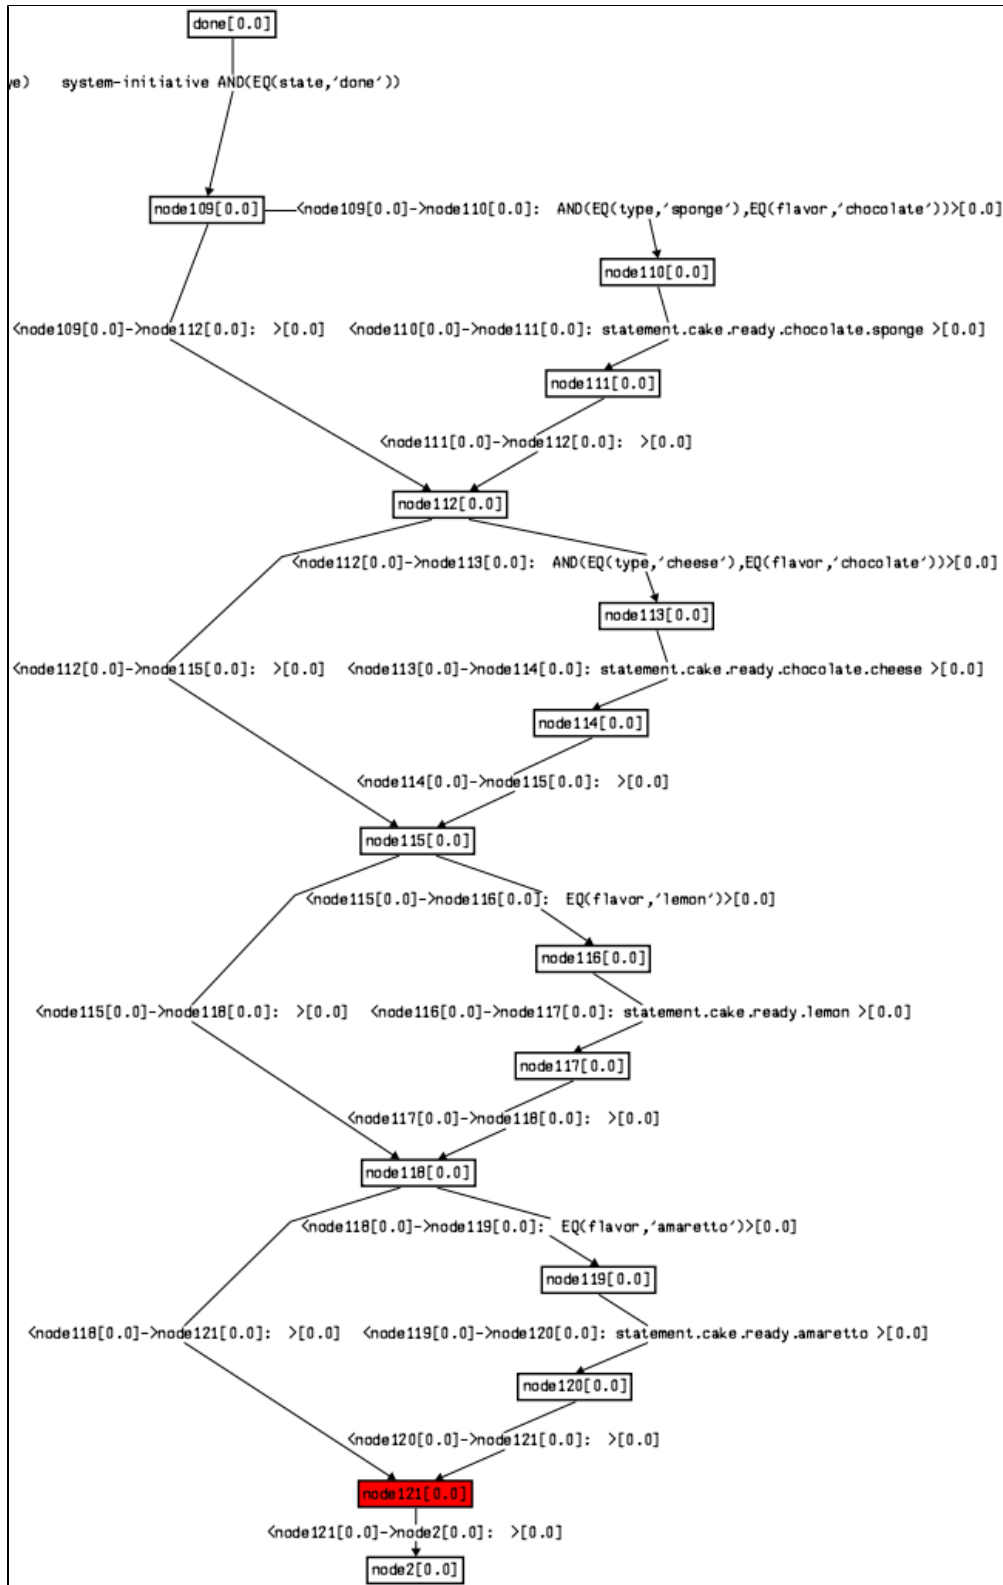 done[0.0]
ye)    system-initiative AND(EQ(state,'done'))
node109[0.0]
<node109[0.0]->node110[0.0]:  AND(EQ(type,'sponge'),EQ(flavor,'chocolate'))>[0.0]
node110[0.0]
<node109[0.0]->node112[0.0]:  >[0.0]
<node110[0.0]->node111[0.0]: statement.cake.ready.chocolate.sponge >[0.0]
node111[0.0]
<node111[0.0]->node112[0.0]:  >[0.0]
node112[0.0]
<node112[0.0]->node113[0.0]:  AND(EQ(type,'cheese'),EQ(flavor,'chocolate'))>[0.0]
node113[0.0]
<node112[0.0]->node115[0.0]:  >[0.0]
<node113[0.0]->node114[0.0]: statement.cake.ready.chocolate.cheese >[0.0]
node114[0.0]
<node114[0.0]->node115[0.0]:  >[0.0]
node115[0.0]
<node115[0.0]->node116[0.0]:  EQ(flavor,'lemon')>[0.0]
node116[0.0]
<node115[0.0]->node118[0.0]:  >[0.0]
<node116[0.0]->node117[0.0]: statement.cake.ready.lemon >[0.0]
node117[0.0]
<node117[0.0]->node118[0.0]:  >[0.0]
node118[0.0]
<node118[0.0]->node119[0.0]:  EQ(flavor,'amaretto')>[0.0]
node119[0.0]
<node118[0.0]->node121[0.0]:  >[0.0]
<node119[0.0]->node120[0.0]: statement.cake.ready.amaretto >[0.0]
node120[0.0]
<node120[0.0]->node121[0.0]:  >[0.0]
node121[0.0]
<node121[0.0]->node2[0.0]:  >[0.0]
node2[0.0]